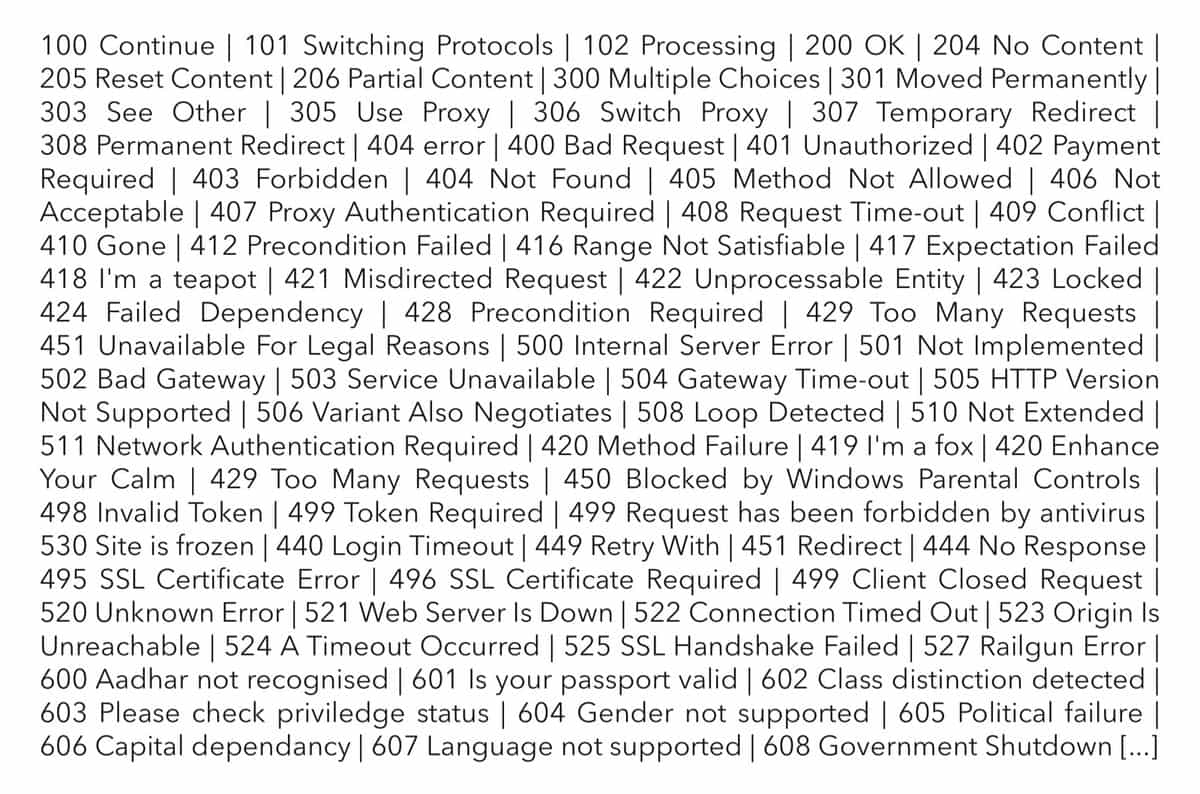 100 Continue | 101 Switching Protocols | 102 Processing | 200 OK | 204 No Content |
205 Reset Content | 206 Partial Content | 300 Multiple Choices | 301 Moved Permanently |
303 See Other | 305 Use Proxy | 306 Switch Proxy | 307 Temporary Redirect |
308 Permanent Redirect | 404 error | 400 Bad Request | 401 Unauthorized | 402 Payment
Required | 403 Forbidden | 404 Not Found | 405 Method Not Allowed | 406 Not
Acceptable | 407 Proxy Authentication Required | 408 Request Time-out | 409 Conflict |
410 Gone | 412 Precondition Failed | 416 Range Not Satisfiable | 417 Expectation Failed
418 I'm a teapot | 421 Misdirected Request | 422 Unprocessable Entity | 423 Locked |
424 Failed Dependency | 428 Precondition Required | 429 Too Many Requests |
451 Unavailable For Legal Reasons | 500 Internal Server Error | 501 Not Implemented |
502 Bad Gateway | 503 Service Unavailable | 504 Gateway Time-out | 505 HTTP Version
Not Supported | 506 Variant Also Negotiates | 508 Loop Detected | 510 Not Extended |
511 Network Authentication Required | 420 Method Failure | 419 I'm a fox | 420 Enhance
Your Calm | 429 Too Many Requests | 450 Blocked by Windows Parental Controls |
498 Invalid Token | 499 Token Required | 499 Request has been forbidden by antivirus |
530 Site is frozen | 440 Login Timeout | 449 Retry With | 451 Redirect | 444 No Response |
495 SSL Certificate Error | 496 SSL Certificate Required | 499 Client Closed Request |
520 Unknown Error | 521 Web Server Is Down | 522 Connection Timed Out | 523 Origin Is
Unreachable | 524 A Timeout Occurred | 525 SSL Handshake Failed | 527 Railgun Error |
600 Aadhar not recognised | 601 Is your passport valid | 602 Class distinction detected |
603 Please check priviledge status | 604 Gender not supported | 605 Political failure |
606 Capital dependancy | 607 Language not supported | 608 Government Shutdown [...]